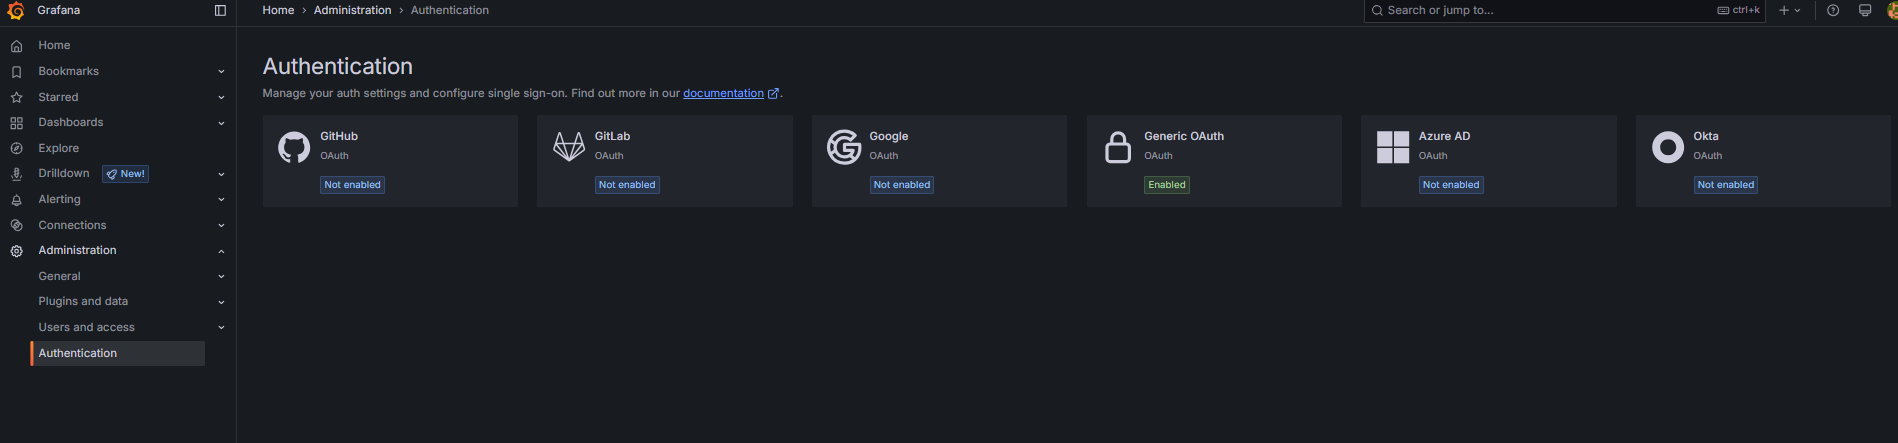 Grafana
Home
Bookmarks
Starred
Dashboards
Explore
Drilldown New!
Alerting
Connections
Administration
General
Plugins and data
Users and access
Authentication
Home > Administration > Authentication
Search or jump to... ctrl+k
Authentication
Manage your auth settings and configure single sign-on. Find out more in our documentation.
GitHub
OAuth
Not enabled
GitLab
OAuth
Not enabled
Google
OAuth
Not enabled
Generic OAuth
OAuth
Enabled
Azure AD
OAuth
Not enabled
Okta
OAuth
Not enabled